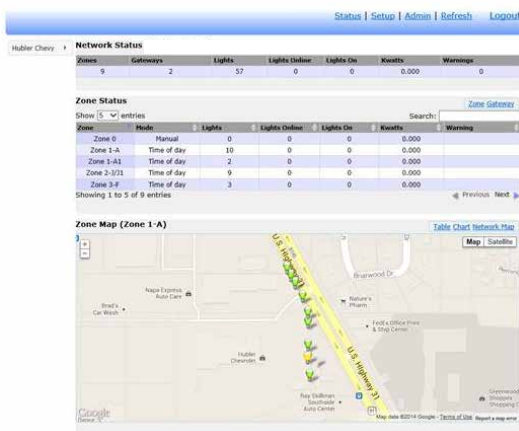 Status | Setup | Admin | Refresh Logout
Hubler Chevy
Network Status
Zones Gateways Lights Lights Online Lights On Kwatts Warnings
9 2 57 0 0 0.000 0
Zone Status
Zone Gateway
Show 5 entries Search:
Zone Mode Lights Lights Online Lights On Kwatts Warning
Zone 0 Manual 0 0 0 0.000
Zone 1-A Time of day 10 0 0 0.000
Zone 1-A1 Time of day 2 0 0 0.000
Zone 2-J/J1 Time of day 9 0 0 0.000
Zone 3-F Time of day 3 0 0 0.000
Showing 1 to 5 of 9 entries Previous Next
Zone Map (Zone 1-A)
Table Chart Network Map
Map Satellite
U.S. Highway 31
Briarwood Dr
Napa Express Auto Care
Nature's Pharm
Brad's Car Wash
FedEx Office Print & Ship Center
Hubler Chevrolet
U.S. Highway 31
Ray Skillman Southside Auto Center
Greenwood Shoppes Shopping
Google
Map data ©2014 Google - Terms of Use Report a map error